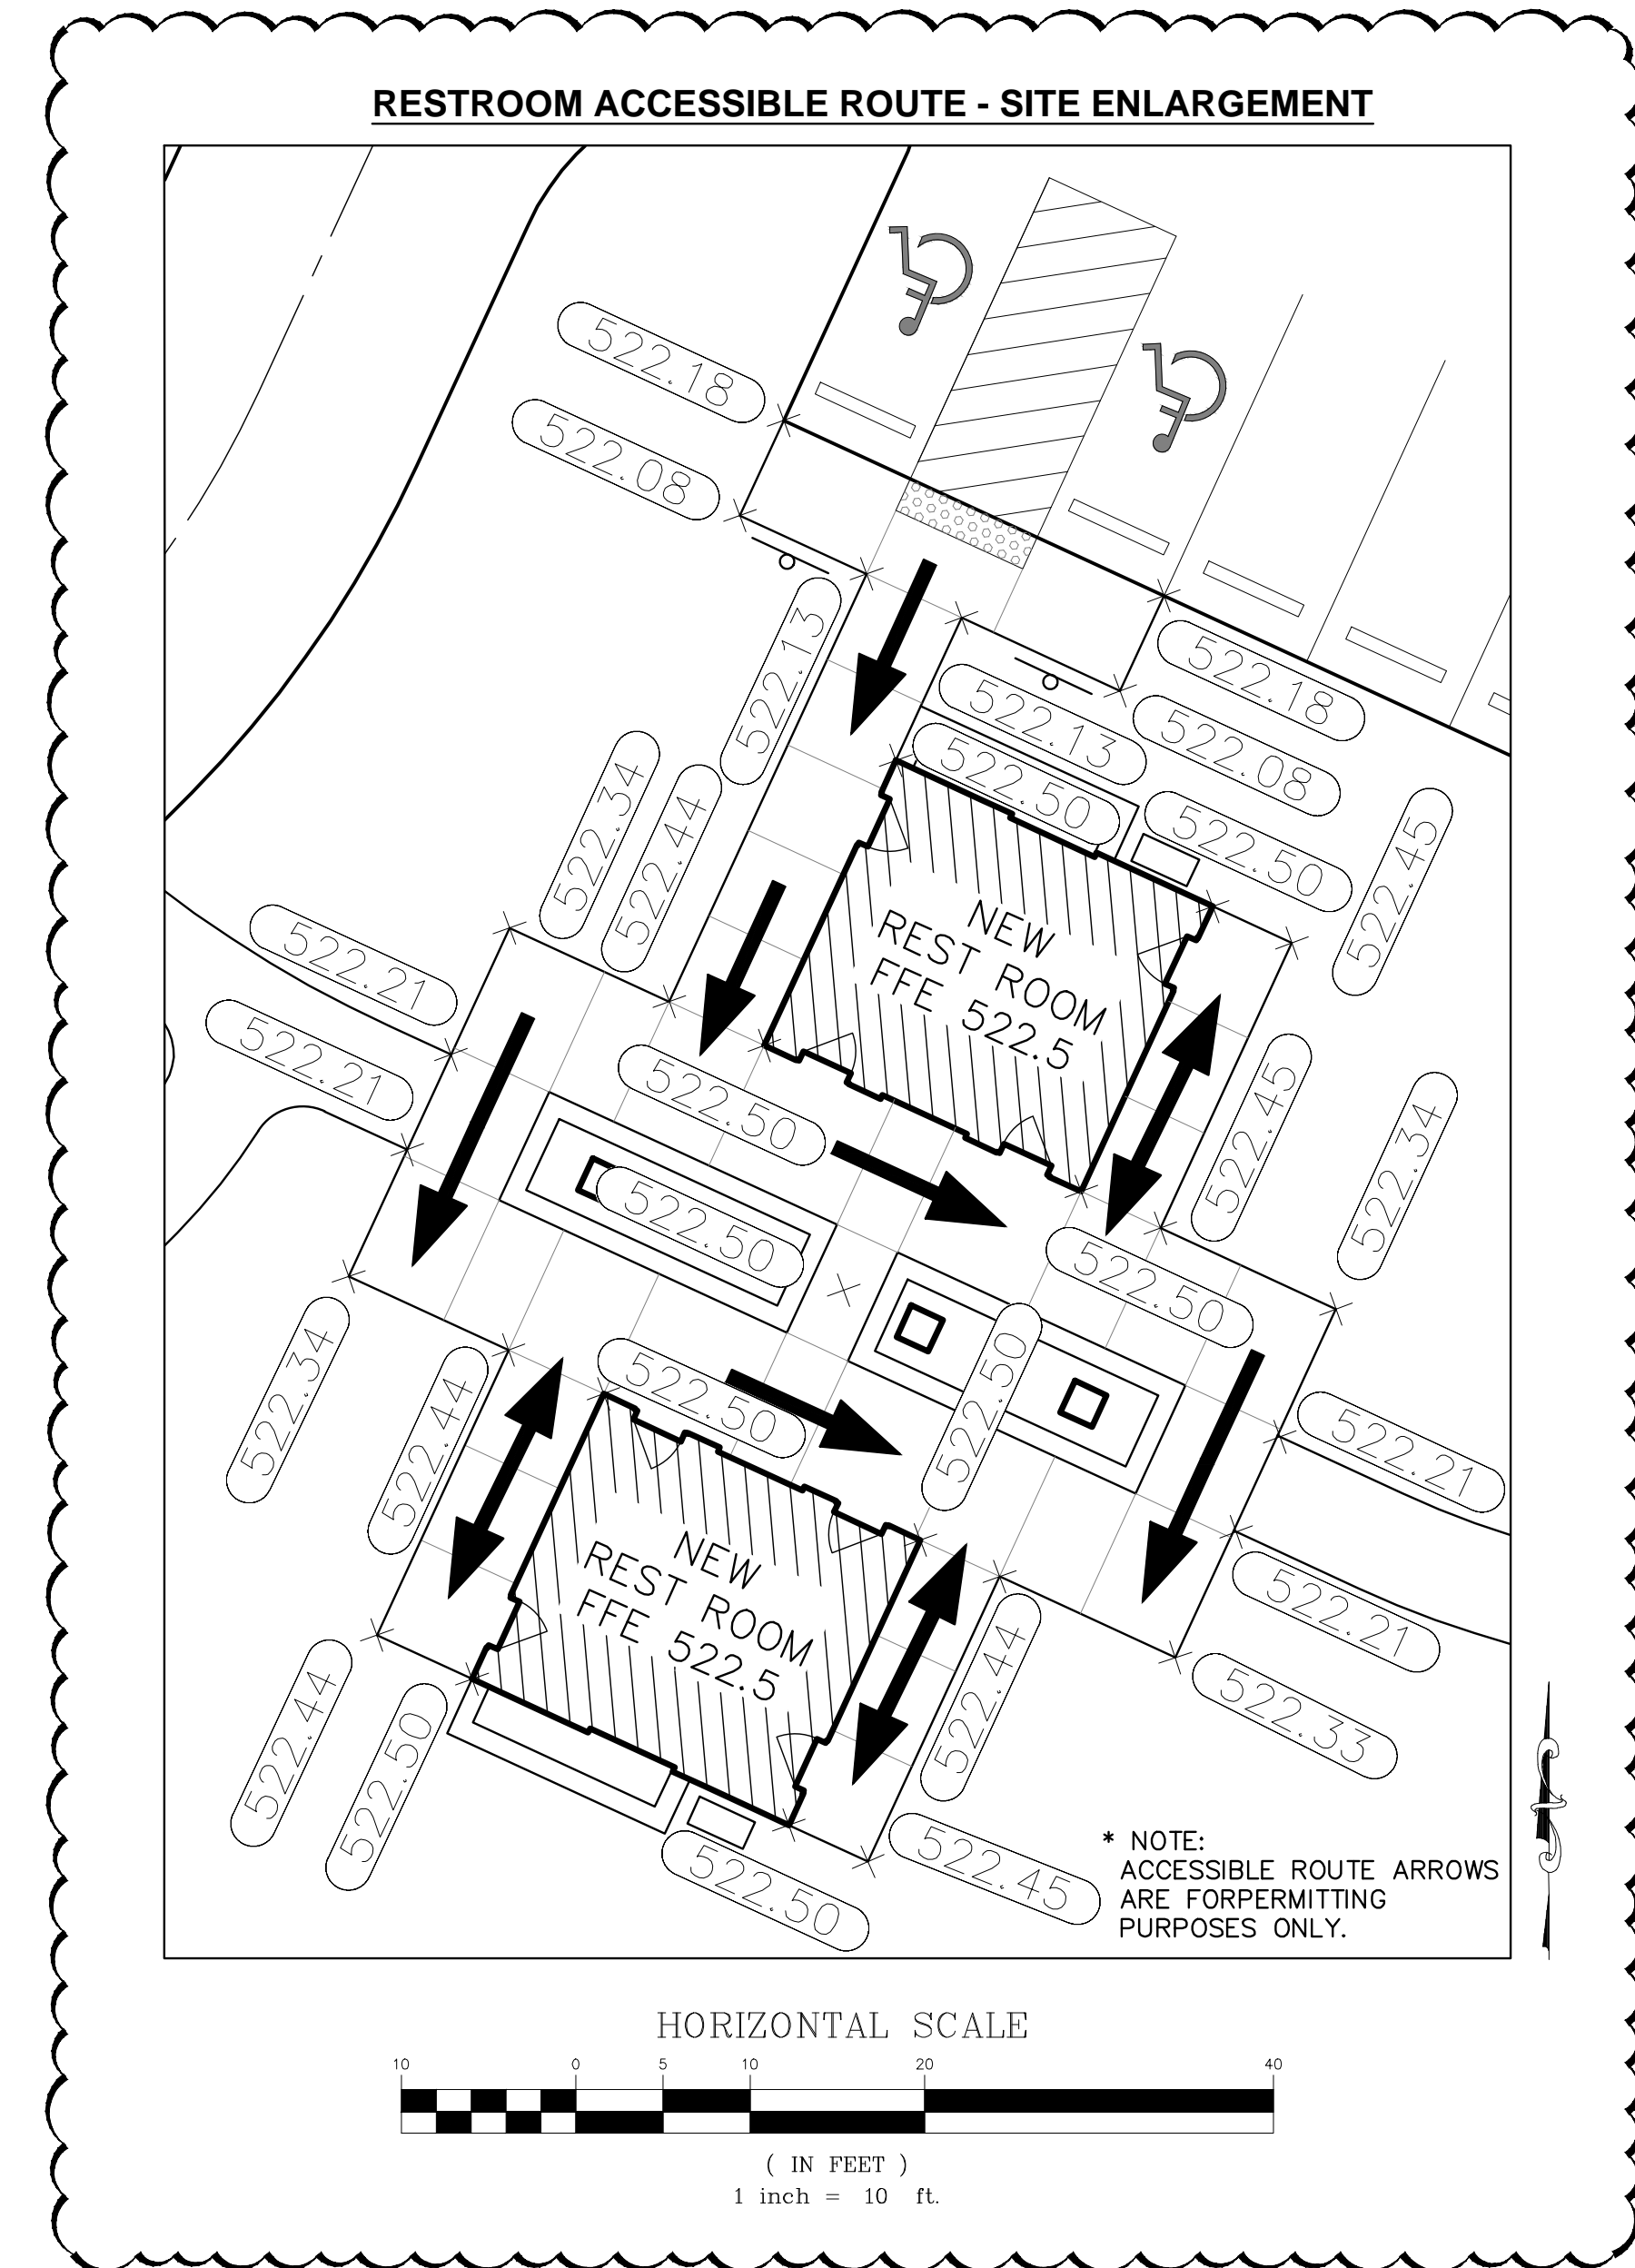 RESTROOM ACCESSIBLE ROUTE - SITE ENLARGEMENT
522.18
522.08
522.13
522.18
522.13
522.08
522.50
522.50
522.45
522.34
522.44
522.21
522.21
NEW
REST ROOM
FFE 522.5
522.50
522.45
522.34
522.50
522.50
522.34
522.44
522.50
522.50
522.21
522.21
NEW
REST ROOM
FFE 522.5
522.44
522.33
522.44
522.50
522.50
522.45
* NOTE:
ACCESSIBLE ROUTE ARROWS
ARE FORPERMITTING
PURPOSES ONLY.
HORIZONTAL SCALE
10 0 5 10 20 40
( IN FEET )
1 inch = 10 ft.